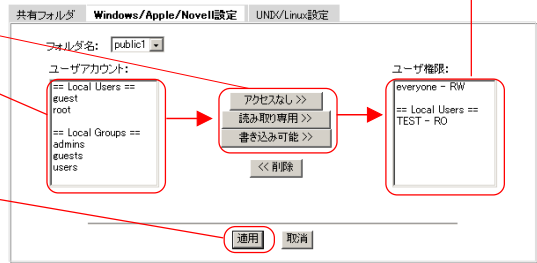 共有フォルダ Windows/Apple/Novell設定 UNIX/Linux設定
フォルダ名: public1
ユーザアカウント:
== Local Users ==
guest
root
== Local Groups ==
admins
guests
users
アクセスなし >>
読み取り専用 >>
書き込み可能 >>
<< 削除
ユーザ権限:
everyone - RW
== Local Users ==
TEST - RO
適用 取消